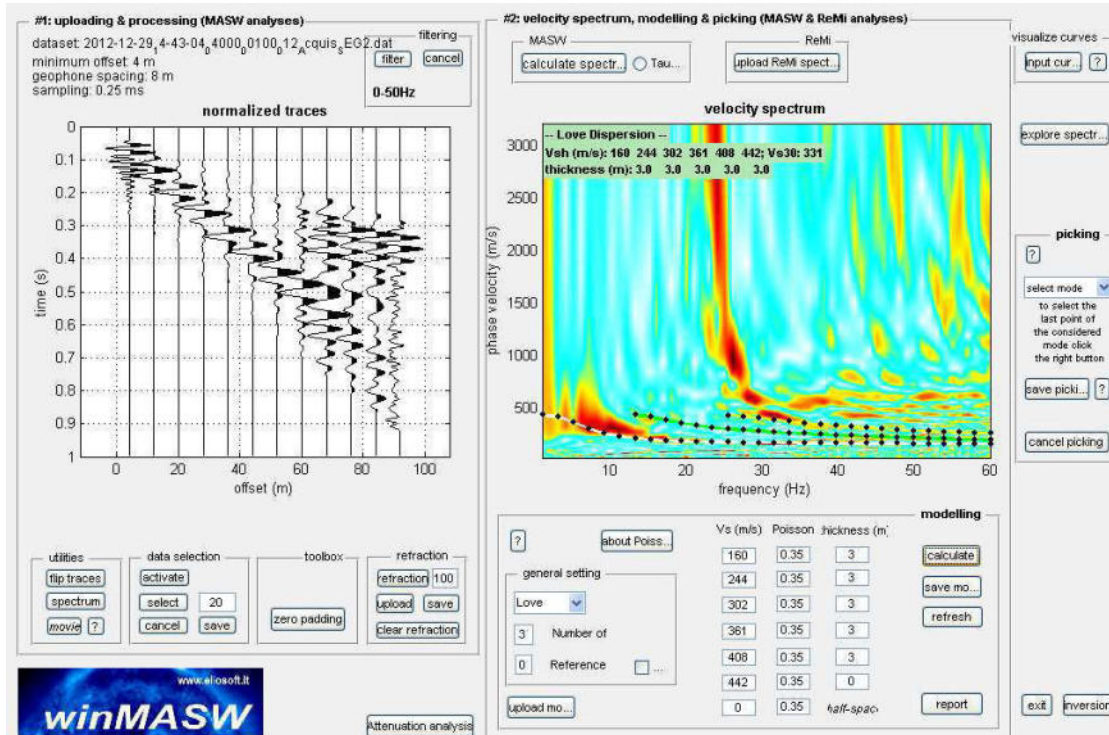 #1: uploading & processing (MASW analyses)
dataset: 2012-12-29,4-43-04,4000,0100,12,Acquis,EG2.dat
minimum offset: 4 m
geophone spacing: 8 m
sampling: 0.25 ms
filtering
filter
cancel
0-50Hz
normalized traces
0
0.1
0.2
0.3
0.4
0.5
0.6
0.7
0.8
0.9
1
time (s)
0 20 40 60 80 100
offset (m)
utilities
flip traces
spectrum
movie ?
data selection
activate
select 20
cancel save
toolbox
zero padding
refraction
refraction 100
upload save
clear refraction
www.eliosoft.it
winMASW
Attenuation analysis
#2: velocity spectrum, modelling & picking (MASW & ReMi analyses)
MASW
calculate spectr... Tau...
ReMi
upload ReMi spect...
velocity spectrum
-- Love Dispersion --
Vsh (m/s): 160 244 302 361 408 442; Vs30: 331
thickness (m): 3.0 3.0 3.0 3.0 3.0
3000
2500
2000
1500
1000
500
phase velocity (m/s)
10 20 30 40 50 60
frequency (Hz)
?
about Poiss...
general setting
Love
3 Number of
0 Reference ...
upload mo...
modelling
Vs (m/s) Poisson thickness (m)
160 0.35 3
244 0.35 3
302 0.35 3
361 0.35 3
408 0.35 3
442 0.35 0
0 0.35 half-space
calculate
save mo...
refresh
report
visualize curves
input cur... ?
explore spectr...
picking
?
select mode
to select the
last point of
the considered
mode click
the right button
save picki... ?
cancel picking
exit
inversion